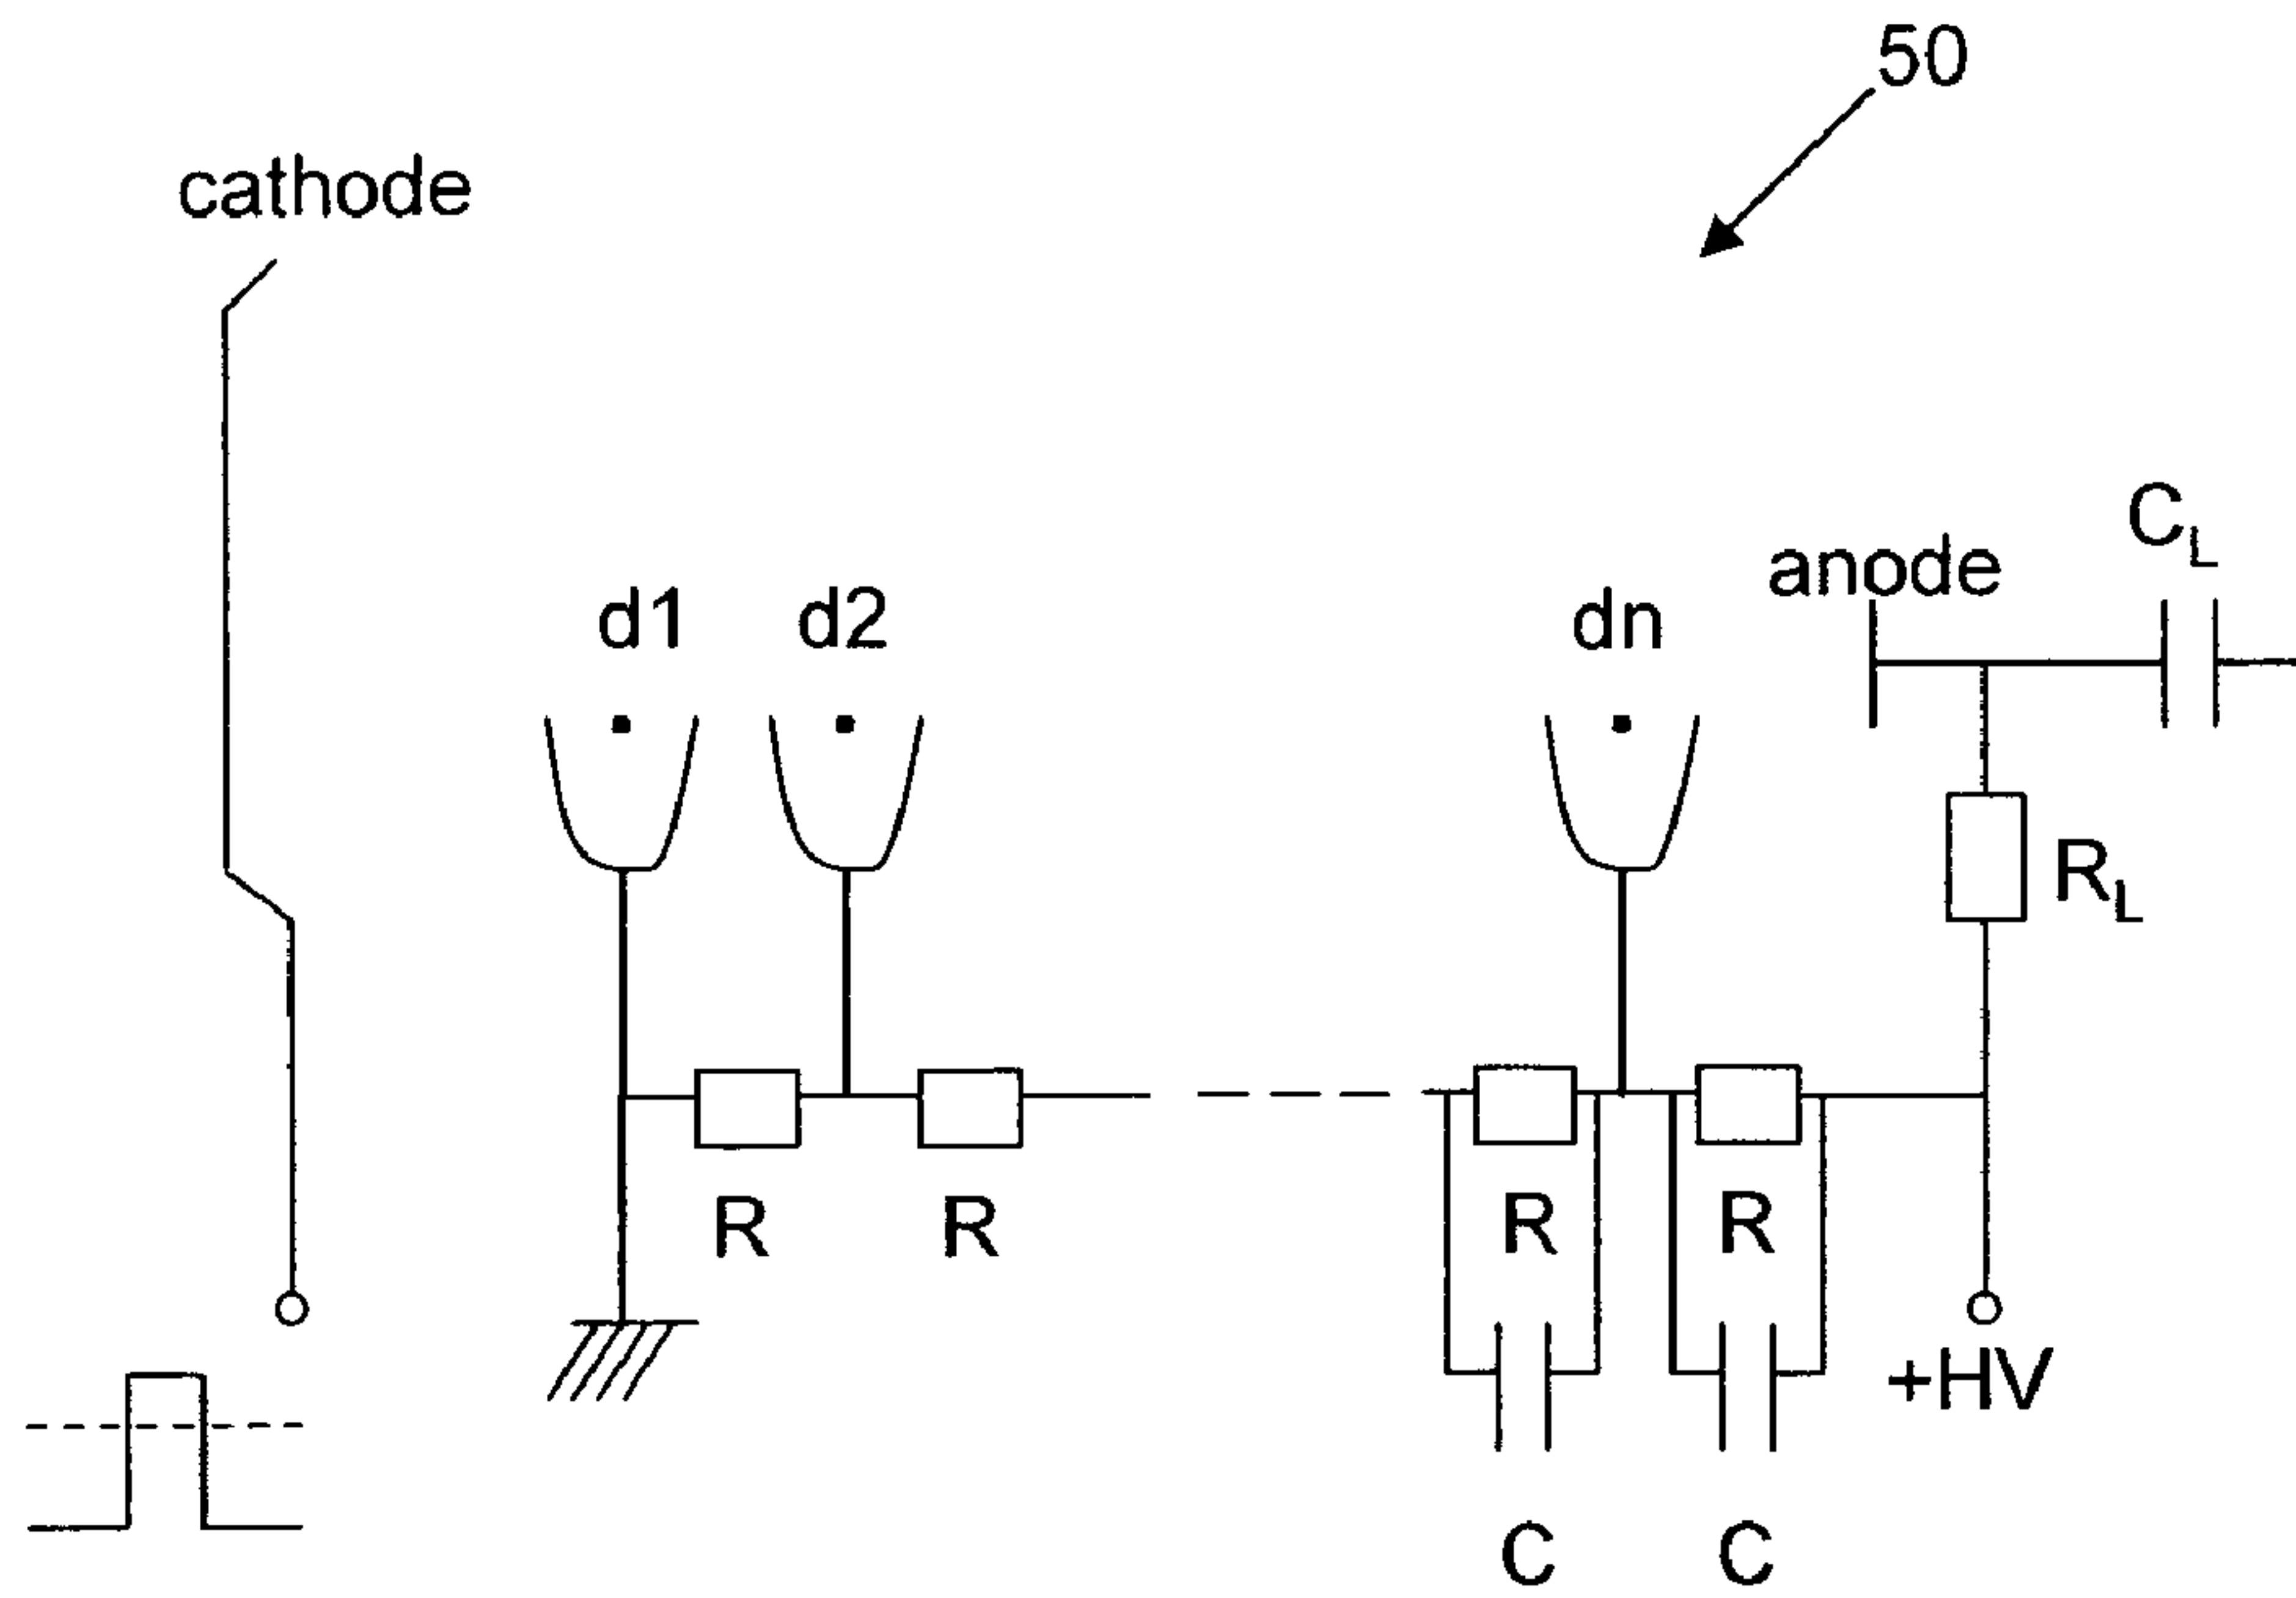 50
cathode
C_L
anode
d1 d2 dn
R_L
R R R R
+HV
C C